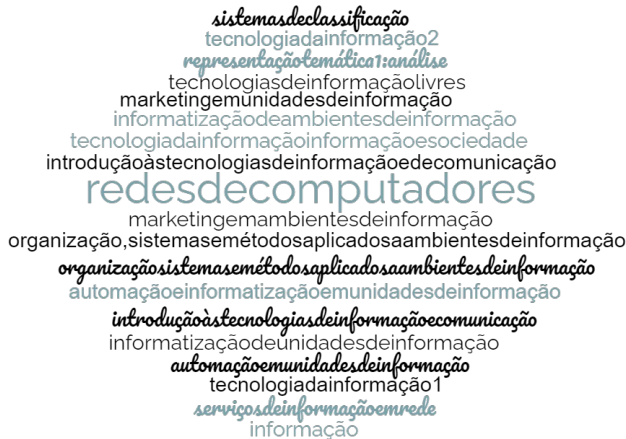 sistemasdeclassificação
tecnologiadainformação2
representaçãotemática1:análise
tecnologiasdeinformaçãolivres
marketingemunidadesdeinformação
informatizaçãodeambientesdeinformação
tecnologiadainformaçãoinformaçãoesociedade
introduçãoàstecnologiasdeinformaçãoedecomunicação
redesdecomputadores
marketingemambientesdeinformação
organização,sistemasemétodosaplicadosaambientesdeinformação
organizaçãosistemasemétodosaplicadosaambientesdeinformação
automaçãoeinformatizaçãoemunidadesdeinformação
introduçãoàstecnologiasdeinformaçãoecomunicação
informatizaçãodeunidadesdeinformação
automaçãoemunidadesdeinformação
tecnologiadainformação1
serviçosdeinformaçãoemrede
informação